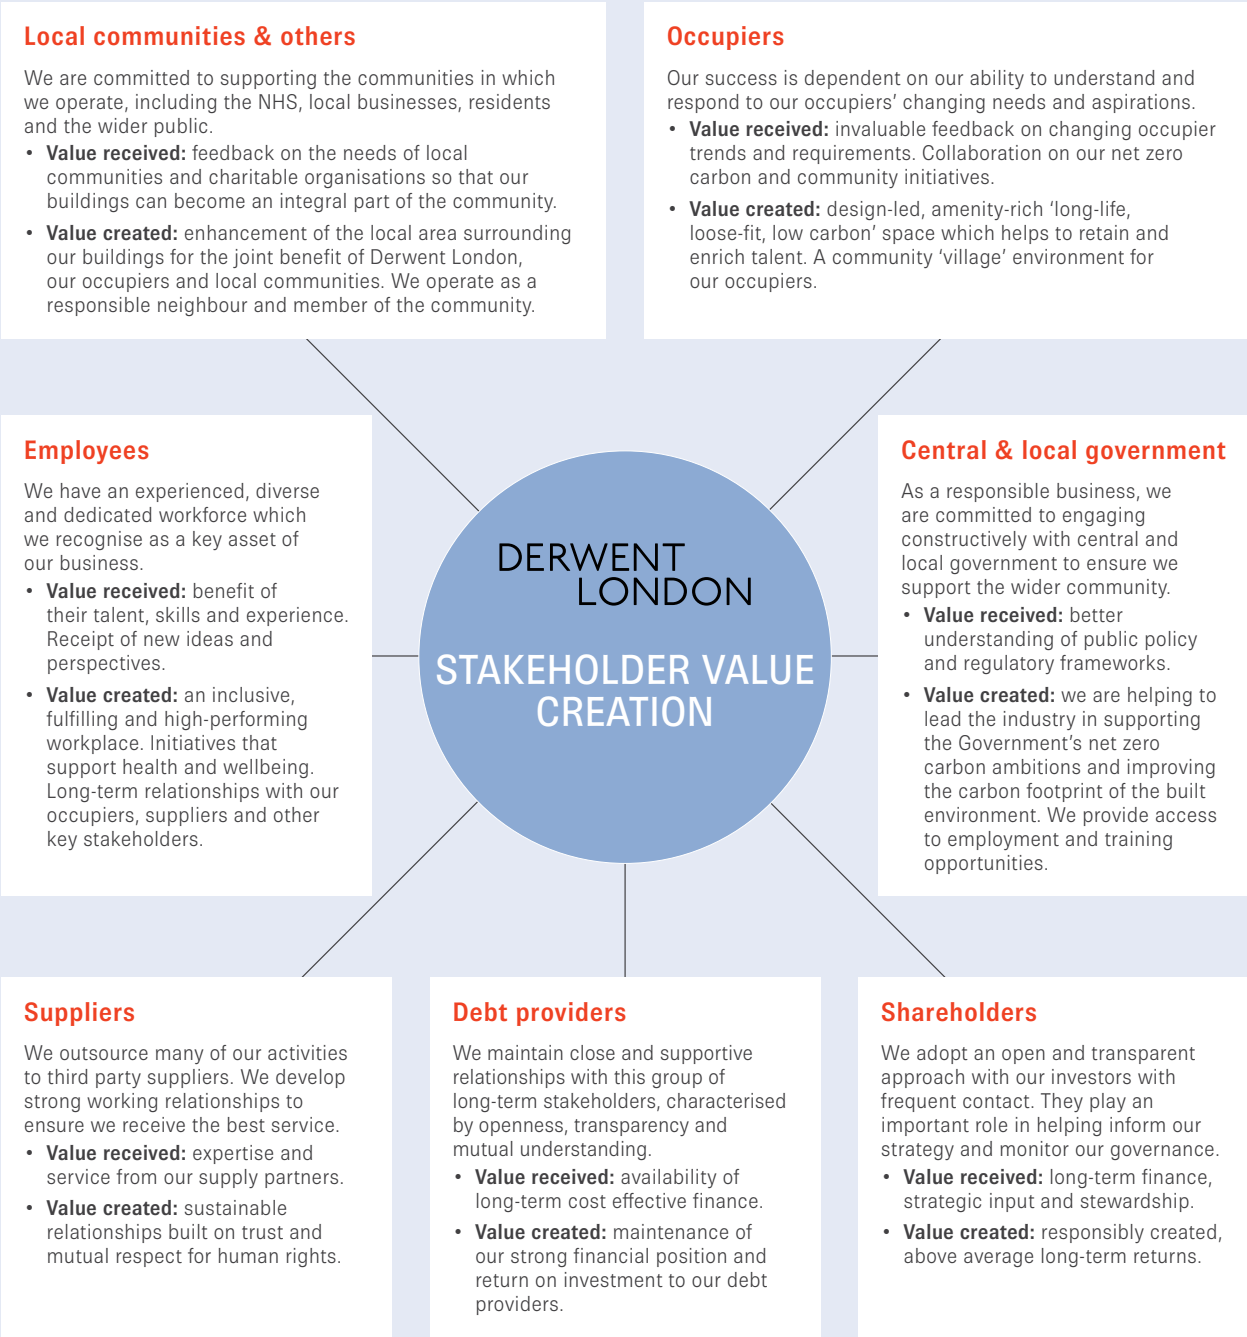 Local communities & others
We are committed to supporting the communities in which
we operate, including the NHS, local businesses, residents
and the wider public.
• Value received: feedback on the needs of local
communities and charitable organisations so that our
buildings can become an integral part of the community.
• Value created: enhancement of the local area surrounding
our buildings for the joint benefit of Derwent London,
our occupiers and local communities. We operate as a
responsible neighbour and member of the community.
Occupiers
Our success is dependent on our ability to understand and
respond to our occupiers’ changing needs and aspirations.
• Value received: invaluable feedback on changing occupier
trends and requirements. Collaboration on our net zero
carbon and community initiatives.
• Value created: design-led, amenity-rich ‘long-life,
loose-fit, low carbon’ space which helps to retain and
enrich talent. A community ‘village’ environment for
our occupiers.
Employees
We have an experienced, diverse
and dedicated workforce which
we recognise as a key asset of
our business.
• Value received: benefit of
their talent, skills and experience.
Receipt of new ideas and
perspectives.
• Value created: an inclusive,
fulfilling and high-performing
workplace. Initiatives that
support health and wellbeing.
Long-term relationships with our
occupiers, suppliers and other
key stakeholders.
DERWENT
LONDON
STAKEHOLDER VALUE
CREATION
Central & local government
As a responsible business, we
are committed to engaging
constructively with central and
local government to ensure we
support the wider community.
• Value received: better
understanding of public policy
and regulatory frameworks.
• Value created: we are helping to
lead the industry in supporting
the Government’s net zero
carbon ambitions and improving
the carbon footprint of the built
environment. We provide access
to employment and training
opportunities.
Suppliers
We outsource many of our activities
to third party suppliers. We develop
strong working relationships to
ensure we receive the best service.
• Value received: expertise and
service from our supply partners.
• Value created: sustainable
relationships built on trust and
mutual respect for human rights.
Debt providers
We maintain close and supportive
relationships with this group of
long-term stakeholders, characterised
by openness, transparency and
mutual understanding.
• Value received: availability of
long-term cost effective finance.
• Value created: maintenance of
our strong financial position and
return on investment to our debt
providers.
Shareholders
We adopt an open and transparent
approach with our investors with
frequent contact. They play an
important role in helping inform our
strategy and monitor our governance.
• Value received: long-term finance,
strategic input and stewardship.
• Value created: responsibly created,
above average long-term returns.